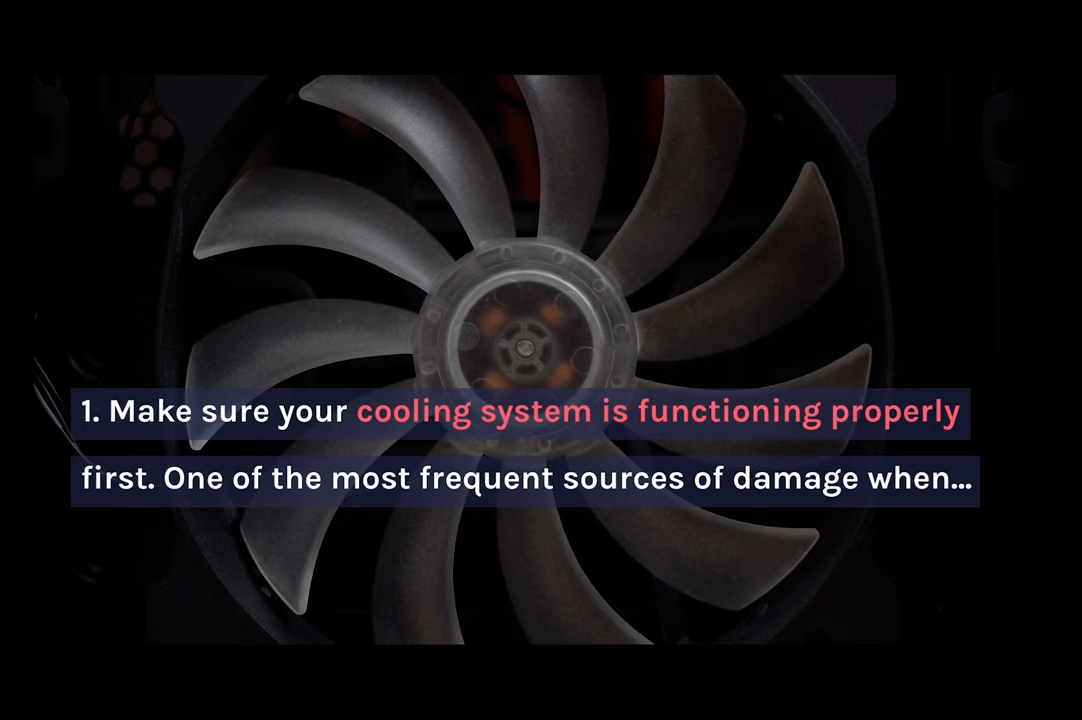 1. Make sure your cooling system is functioning properly
first. One of the most frequent sources of damage when...